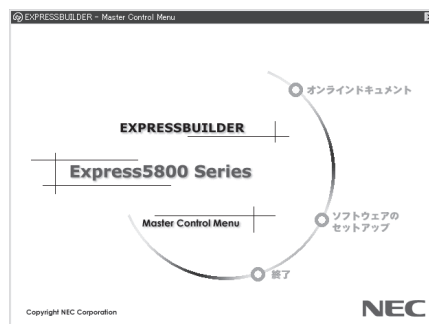 EXPRESSBUILDER - Master Control Menu
オンラインドキュメント
EXPRESSBUILDER
Express5800 Series
Master Control Menu
ソフトウェアの
セットアップ
終了
Copyright NEC Corporation
NEC